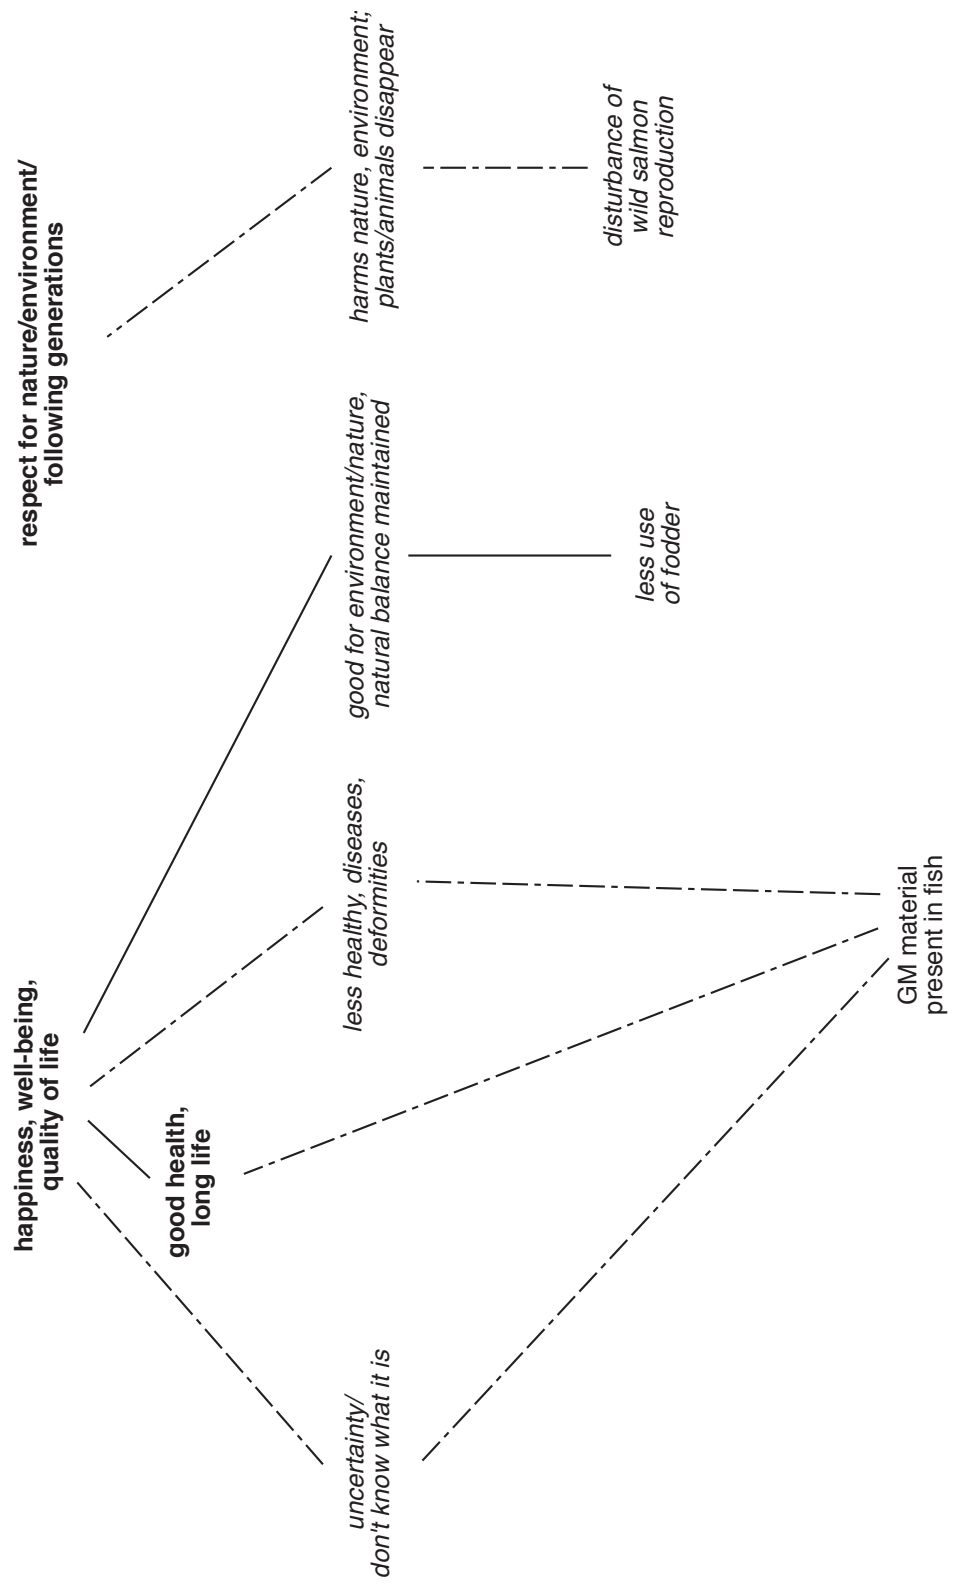 happiness, well-being,
quality of life
respect for nature/environment/
following generations
good health,
long life
uncertainty/
don't know what it is
less healthy, diseases,
deformities
good for environment/nature,
natural balance maintained
harms nature, environment;
plants/animals disappear
less use
of fodder
disturbance of
wild salmon
reproduction
GM material
present in fish